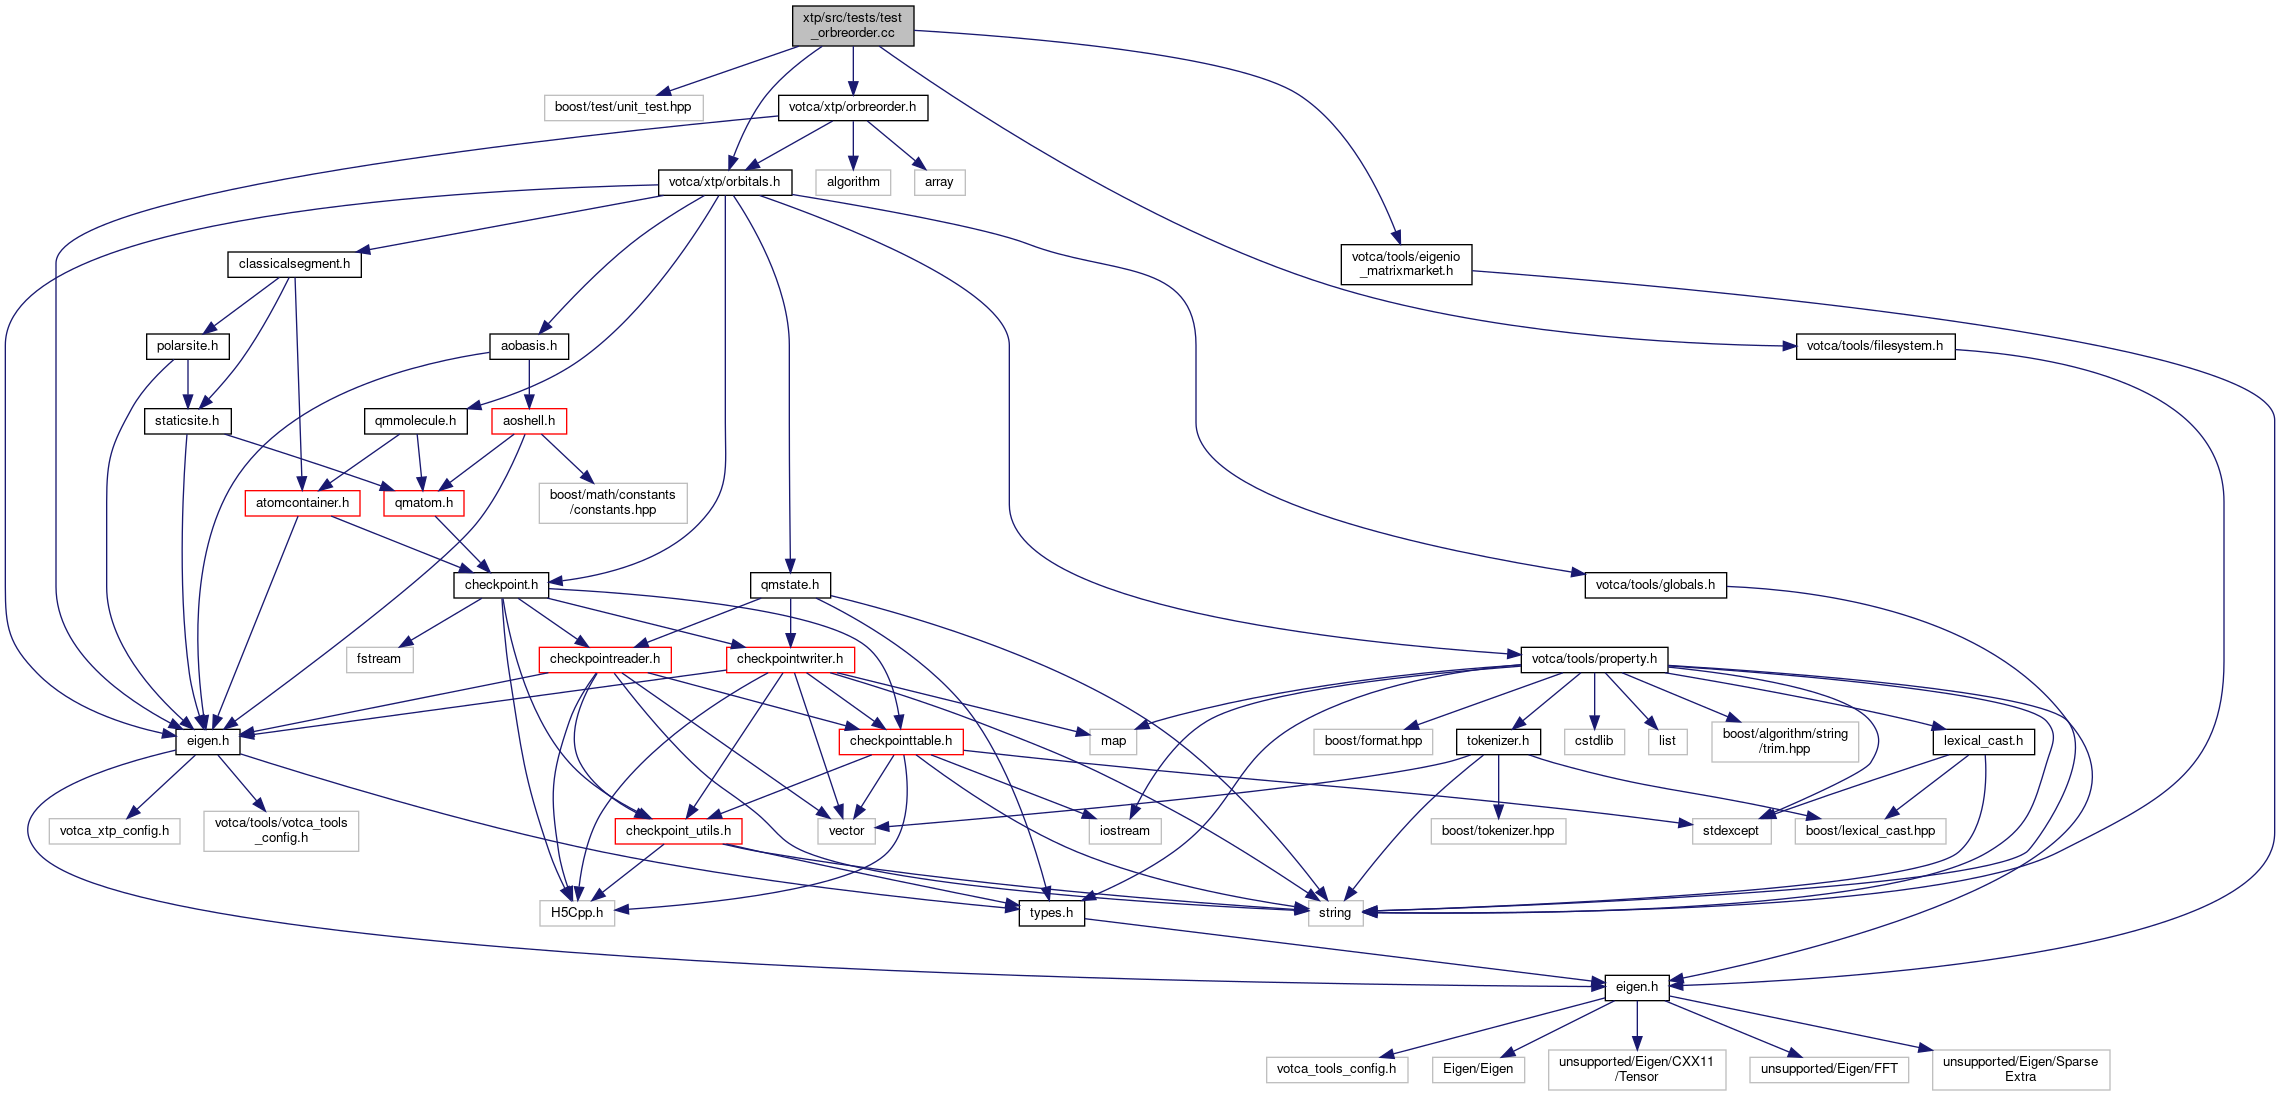 xtp/src/tests/test
_orbreorder.cc
boost/test/unit_test.hpp
votca/xtp/orbreorder.h
votca/xtp/orbitals.h
algorithm
array
classicalsegment.h
votca/tools/eigenio
_matrixmarket.h
polarsite.h
aobasis.h
votca/tools/filesystem.h
staticsite.h
qmmolecule.h
aoshell.h
atomcontainer.h
qmatom.h
boost/math/constants
/constants.hpp
checkpoint.h
qmstate.h
votca/tools/globals.h
fstream
checkpointreader.h
checkpointwriter.h
votca/tools/property.h
eigen.h
checkpointtable.h
map
boost/format.hpp
tokenizer.h
cstdlib
list
boost/algorithm/string
/trim.hpp
lexical_cast.h
votca_xtp_config.h
votca/tools/votca_tools
_config.h
checkpoint_utils.h
vector
iostream
boost/tokenizer.hpp
stdexcept
boost/lexical_cast.hpp
H5Cpp.h
types.h
string
eigen.h
votca_tools_config.h
Eigen/Eigen
unsupported/Eigen/CXX11
/Tensor
unsupported/Eigen/FFT
unsupported/Eigen/Sparse
Extra